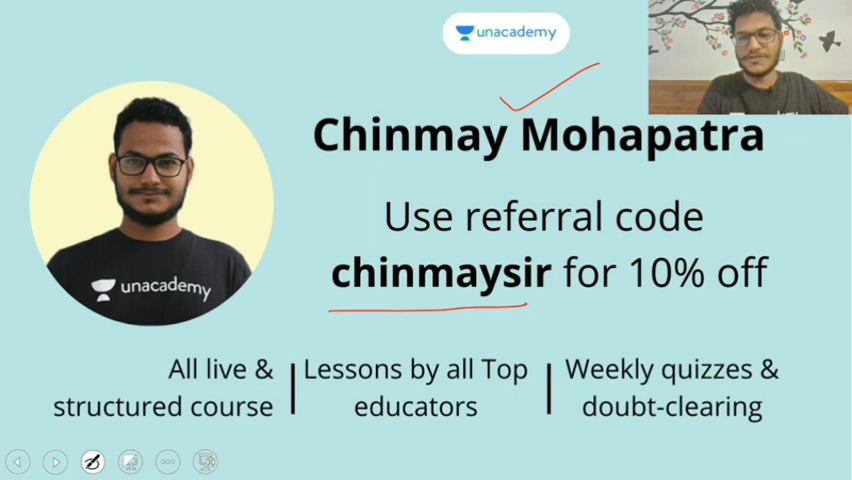 unacademy
Chinmay Mohapatra
Use referral code
chinmaysir for 10% off
unacademy
All live &
structured course
Lessons by all Top
educators
Weekly quizzes &
doubt-clearing